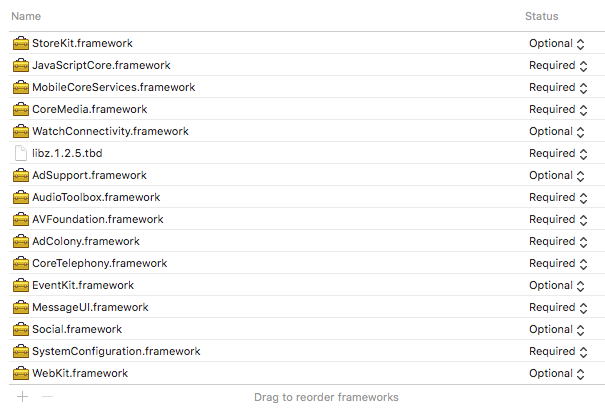 Name Status
StoreKit.framework Optional
JavaScriptCore.framework Required
MobileCoreServices.framework Required
CoreMedia.framework Required
WatchConnectivity.framework Optional
libz.1.2.5.tbd Required
AdSupport.framework Optional
AudioToolbox.framework Required
AVFoundation.framework Required
AdColony.framework Required
CoreTelephony.framework Required
EventKit.framework Optional
MessageUI.framework Required
Social.framework Optional
SystemConfiguration.framework Required
WebKit.framework Optional
Drag to reorder frameworks